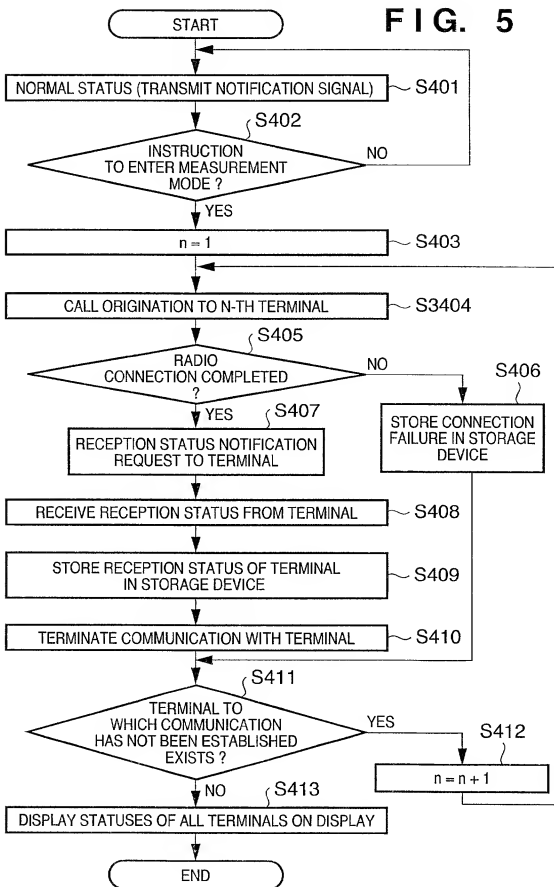 FIG. 5
START
NORMAL STATUS (TRANSMIT NOTIFICATION SIGNAL)
S401
S402
INSTRUCTION
TO ENTER MEASUREMENT
MODE ?
NO
YES
n = 1
S403
CALL ORIGINATION TO N-TH TERMINAL
S3404
S405
RADIO
CONNECTION COMPLETED
?
NO
YES
S406
STORE CONNECTION
FAILURE IN STORAGE
DEVICE
S407
RECEPTION STATUS NOTIFICATION
REQUEST TO TERMINAL
RECEIVE RECEPTION STATUS FROM TERMINAL
S408
STORE RECEPTION STATUS OF TERMINAL
IN STORAGE DEVICE
S409
TERMINATE COMMUNICATION WITH TERMINAL
S410
S411
TERMINAL TO
WHICH COMMUNICATION
HAS NOT BEEN ESTABLISHED
EXISTS ?
YES
S412
n = n + 1
NO
S413
DISPLAY STATUSES OF ALL TERMINALS ON DISPLAY
END